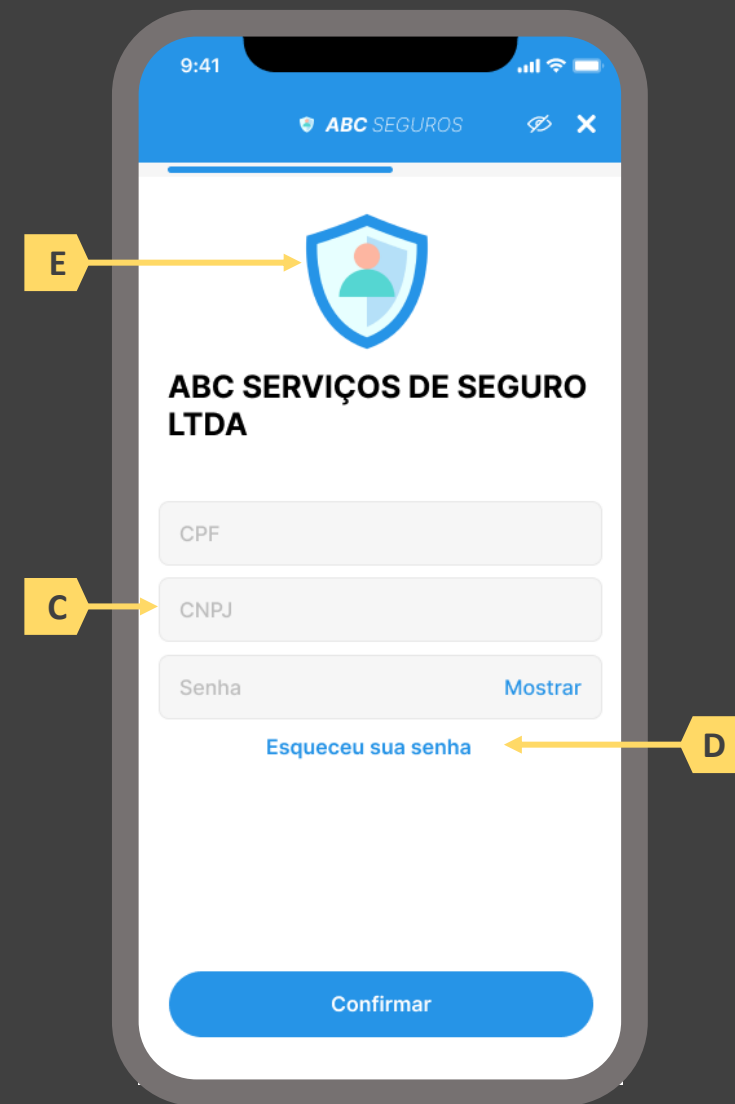 9:41
ABC SEGUROS
E
ABC SERVIÇOS DE SEGURO
LTDA
CPF
C
CNPJ
Senha
Mostrar
Esqueceu sua senha
D
Confirmar